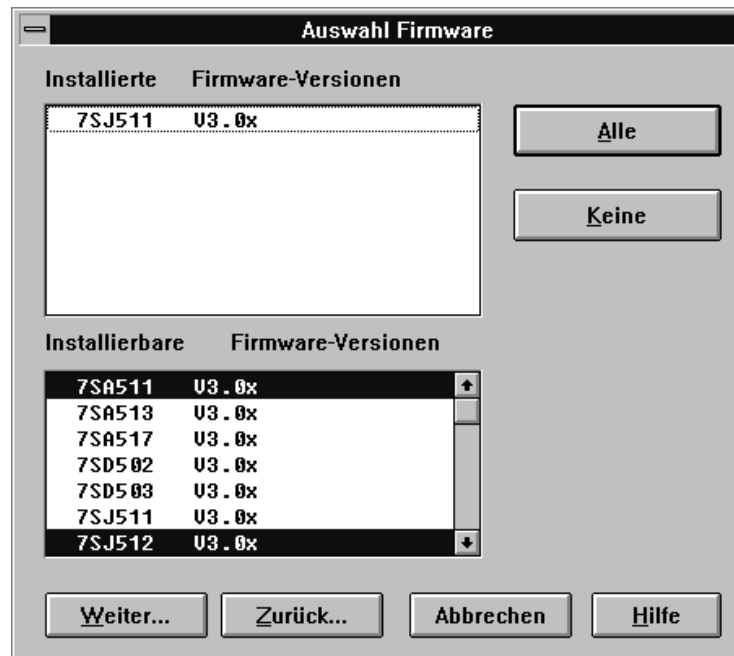 Auswahl Firmware
Installierte Firmware-Versionen
7SJ511 V3.0x
Alle
Keine
Installierbare Firmware-Versionen
7SA511 V3.0x
7SA513 V3.0x
7SA517 V3.0x
7SD502 V3.0x
7SD503 V3.0x
7SJ511 V3.0x
7SJ512 V3.0x
Weiter... Zurück... Abbrechen Hilfe